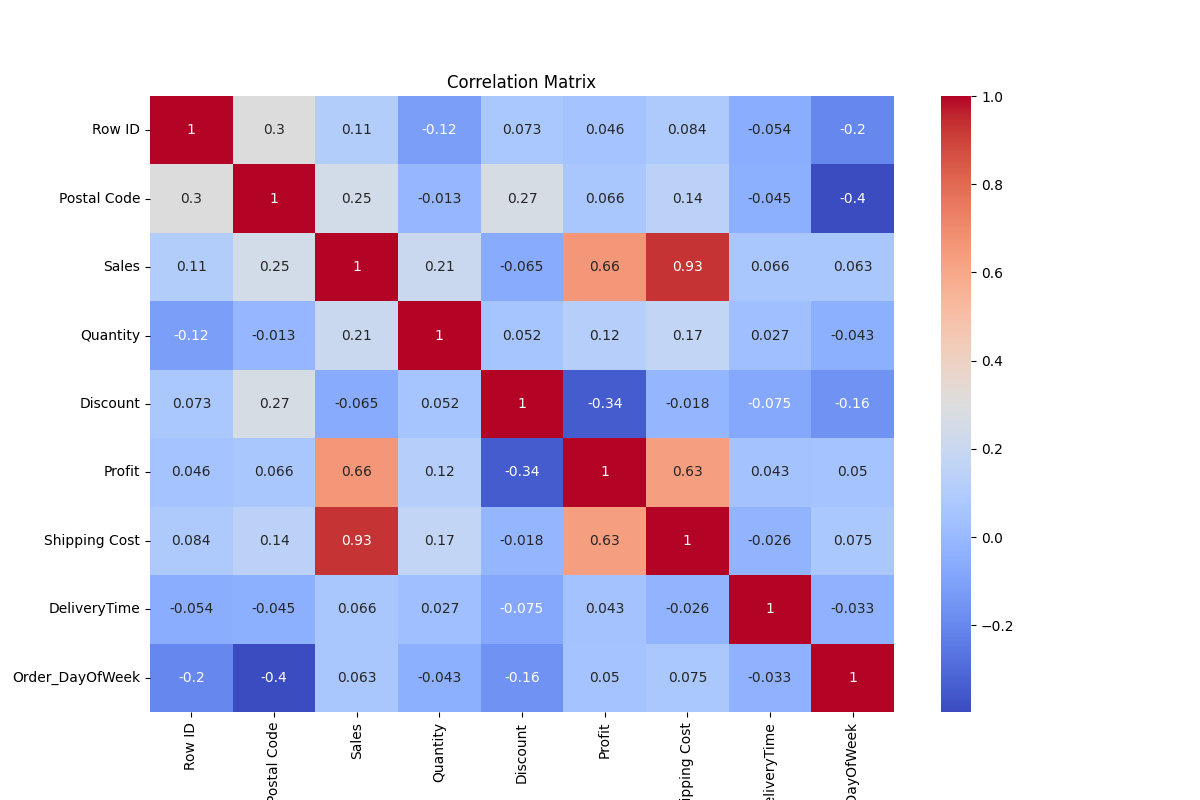 Correlation Matrix
Row ID 1 0.3 0.11 -0.12 0.073 0.046 0.084 -0.054 -0.2
Postal Code 0.3 1 0.25 -0.013 0.27 0.066 0.14 -0.045 -0.4
Sales 0.11 0.25 1 0.21 -0.065 0.66 0.93 0.066 0.063
Quantity -0.12 -0.013 0.21 1 0.052 0.12 0.17 0.027 -0.043
Discount 0.073 0.27 -0.065 0.052 1 -0.34 -0.018 -0.075 -0.16
Profit 0.046 0.066 0.66 0.12 -0.34 1 0.63 0.043 0.05
Shipping Cost 0.084 0.14 0.93 0.17 -0.018 0.63 1 -0.026 0.075
DeliveryTime -0.054 -0.045 0.066 0.027 -0.075 0.043 -0.026 1 -0.033
Order_DayOfWeek -0.2 -0.4 0.063 -0.043 -0.16 0.05 0.075 -0.033 1
Row ID
Postal Code
Sales
Quantity
Discount
Profit
ipping Cost
eliveryTime
DayOfWeek
1.0
0.8
0.6
0.4
0.2
0.0
−0.2